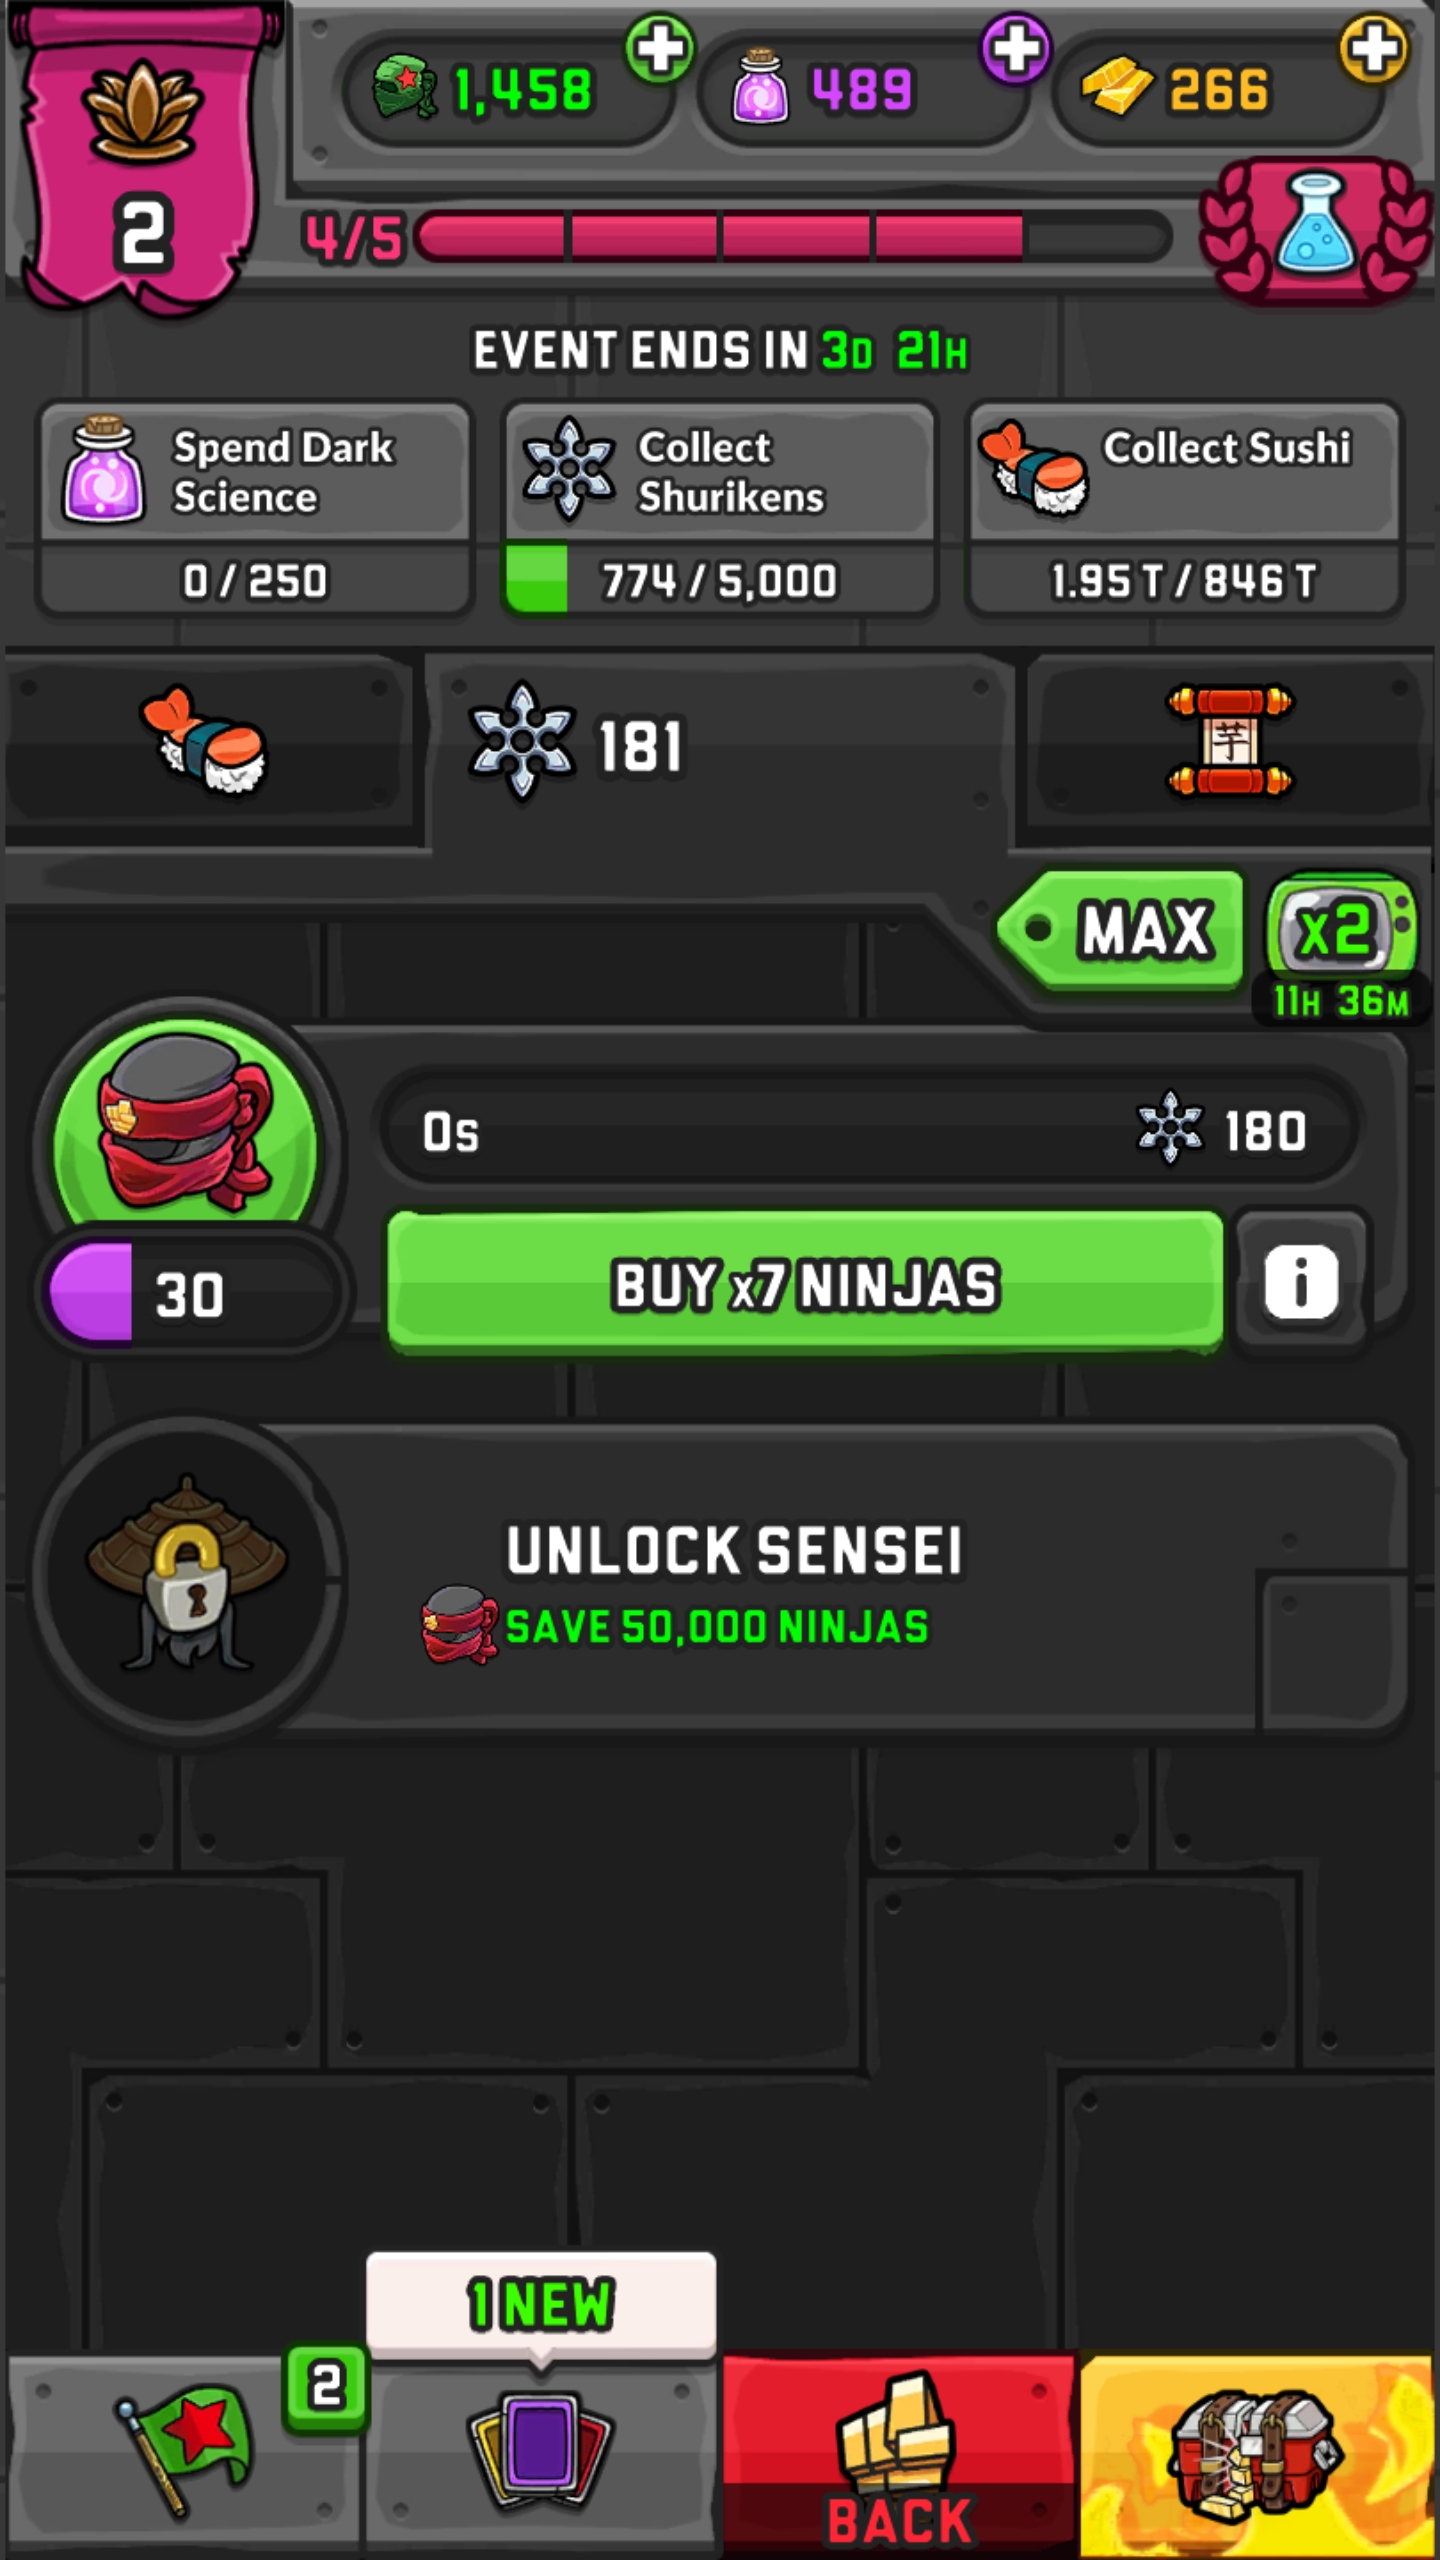 1,458
489
266
2
4/5
EVENT ENDS IN 3D 21H
Spend Dark
Science
0 / 250
Collect
Shurikens
774 / 5,000
Collect Sushi
1.95 T / 846 T
181
芋
MAX
x2
11H 36M
0s
180
30
BUY x7 NINJAS
i
UNLOCK SENSEI
SAVE 50,000 NINJAS
1 NEW
2
BACK